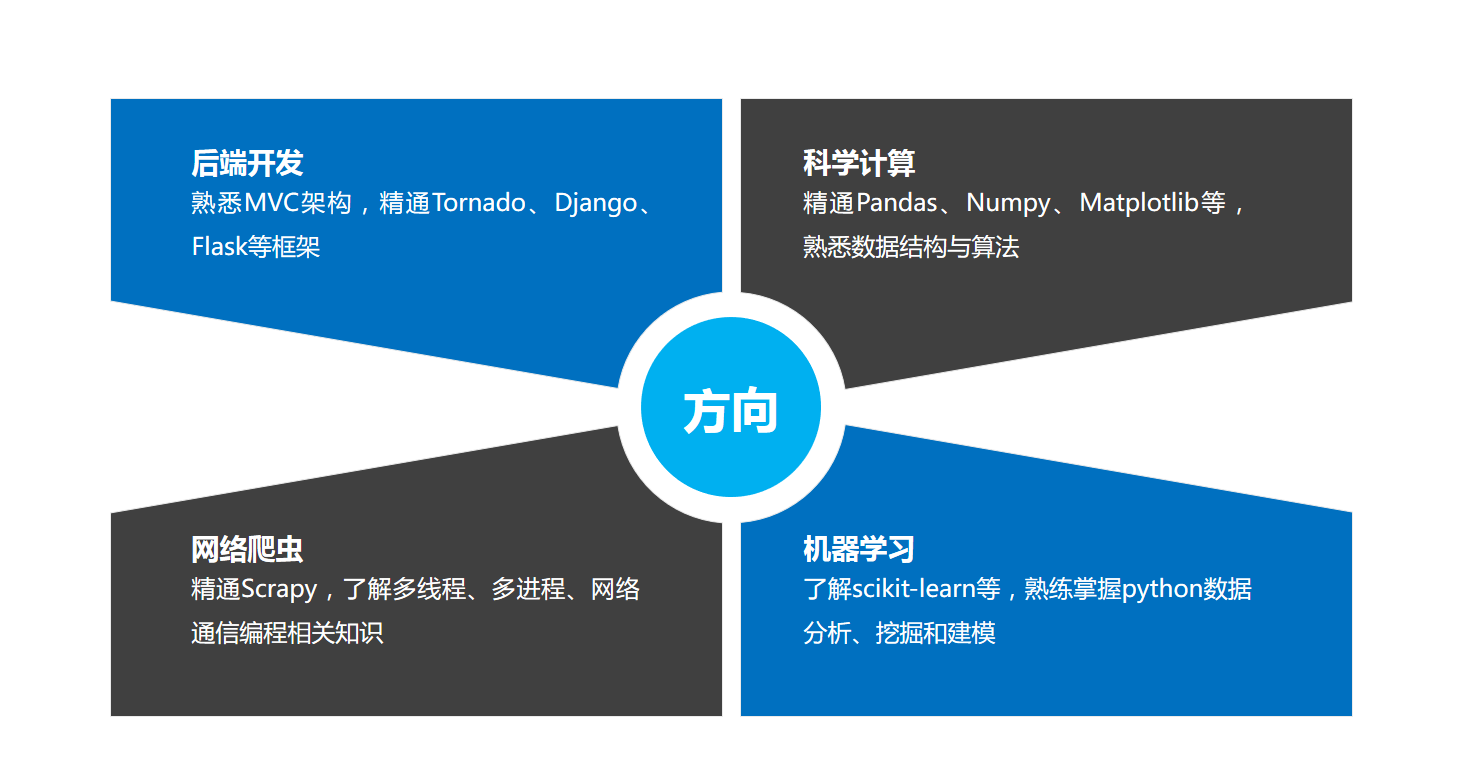 后端开发
熟悉MVC架构，精通Tornado、Django、
Flask等框架
科学计算
精通Pandas、Numpy、Matplotlib等，
熟悉数据结构与算法
方向
网络爬虫
精通Scrapy，了解多线程、多进程、网络
通信编程相关知识
机器学习
了解scikit-learn等，熟练掌握python数据
分析、挖掘和建模